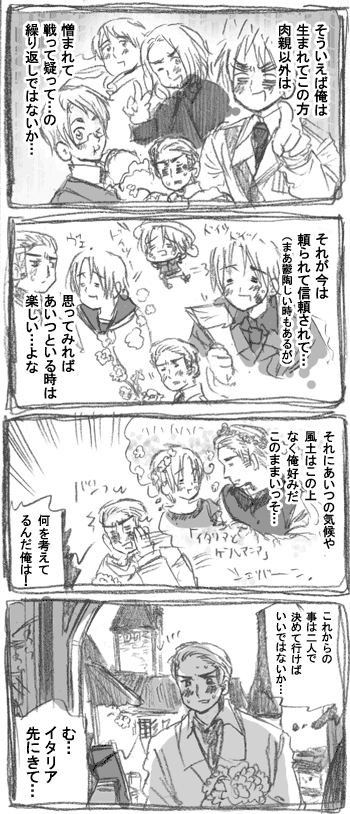 そういえば俺は
生まれてこの方
肉親以外は
憎まれて
戦って疑って…の
繰り返しではないか…
それが今は
頼られて信頼されて…
(まあ鬱陶しい時もあるが)
思ってみれば
あいつといる時は
楽しい…よな
それにあいつの気候や
風土はこの上
なく俺好みだ
このままいっそ…
「イタリアと
ゲルマニア」
何を考えて
るんだ俺は!
これからの
事は二人で
決めて行けば
いいではないか…
む…
イタリア
先にきて…